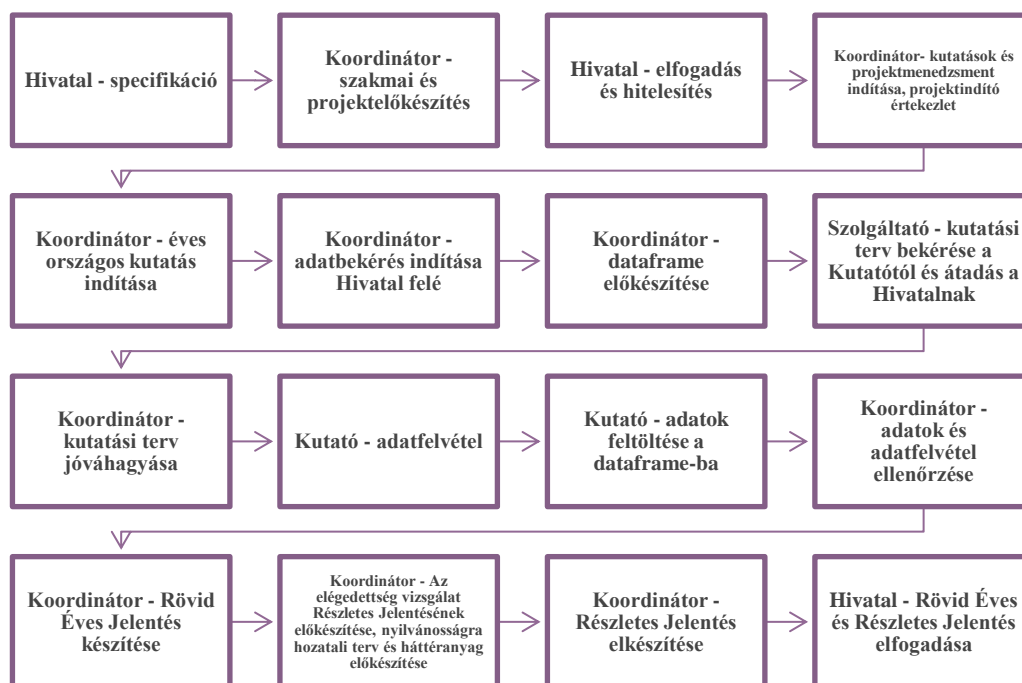 Hivatal - specifikáció
Koordinátor -
szakmai és
projektelőkészítés
Hivatal - elfogadás
és hitelesítés
Koordinátor- kutatások és
projektmenedzsment
indítása, projektindító
értekezlet
Koordinátor - éves
országos kutatás
indítása
Koordinátor -
adatbekérés indítása
Hivatal felé
Koordinátor -
dataframe
előkészítése
Szolgáltató - kutatási
terv bekérése a
Kutatótól és átadás a
Hivatalnak
Koordinátor -
kutatási terv
jóváhagyása
Kutató - adatfelvétel
Kutató - adatok
feltöltése a
dataframe-ba
Koordinátor -
adatok és
adatfelvétel
ellenőrzése
Koordinátor - Rövid
Éves Jelentés
készítése
Koordinátor - Az
elégedettség vizsgálat
Részletes Jelentésének
előkészítése, nyilvánosságra
hozatali terv és háttéranyag
előkészítése
Koordinátor -
Részletes Jelentés
elkészítése
Hivatal - Rövid Éves
és Részletes Jelentés
elfogadása